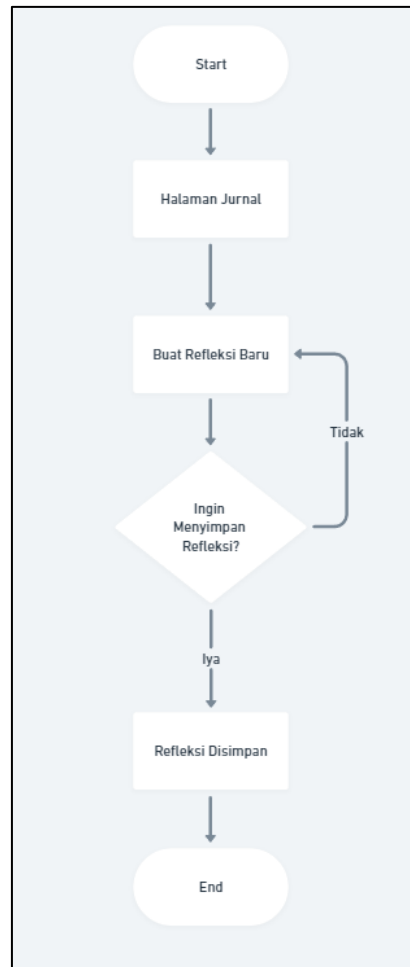 Start
Halaman Jurnal
Buat Refleksi Baru
Tidak
Ingin
Menyimpan
Refleksi?
Iya
Refleksi Disimpan
End